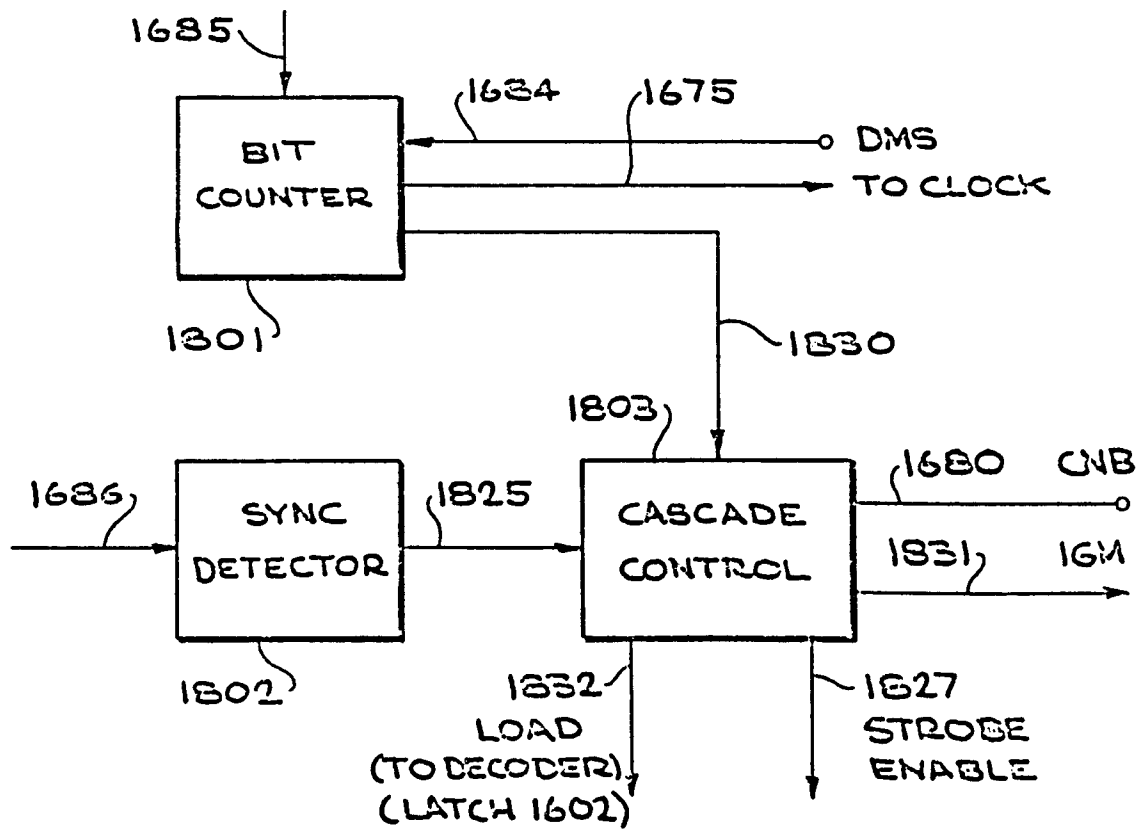 1685
1684
1675
BIT
COUNTER
DMS
TO CLOCK
1801
1830
1803
1686
SYNC
DETECTOR
1825
CASCADE
CONTROL
1680
CNB
1831
IGM
1802
1832
LOAD
(TO DECODER)
(LATCH 1602)
1827
STROBE
ENABLE